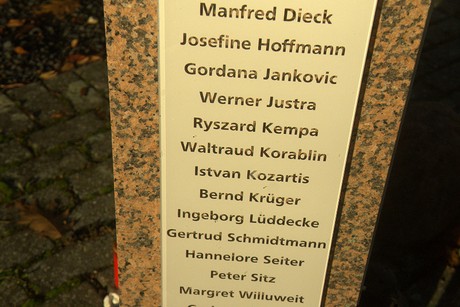 Manfred Dieck
Josefine Hoffmann
Gordana Jankovic
Werner Justra
Ryszard Kempa
Waltraud Korablin
Istvan Kozartis
Bernd Krüger
Ingeborg Lüddecke
Gertrud Schmidtmann
Hannelore Seiter
Peter Sitz
Margret Willuweit